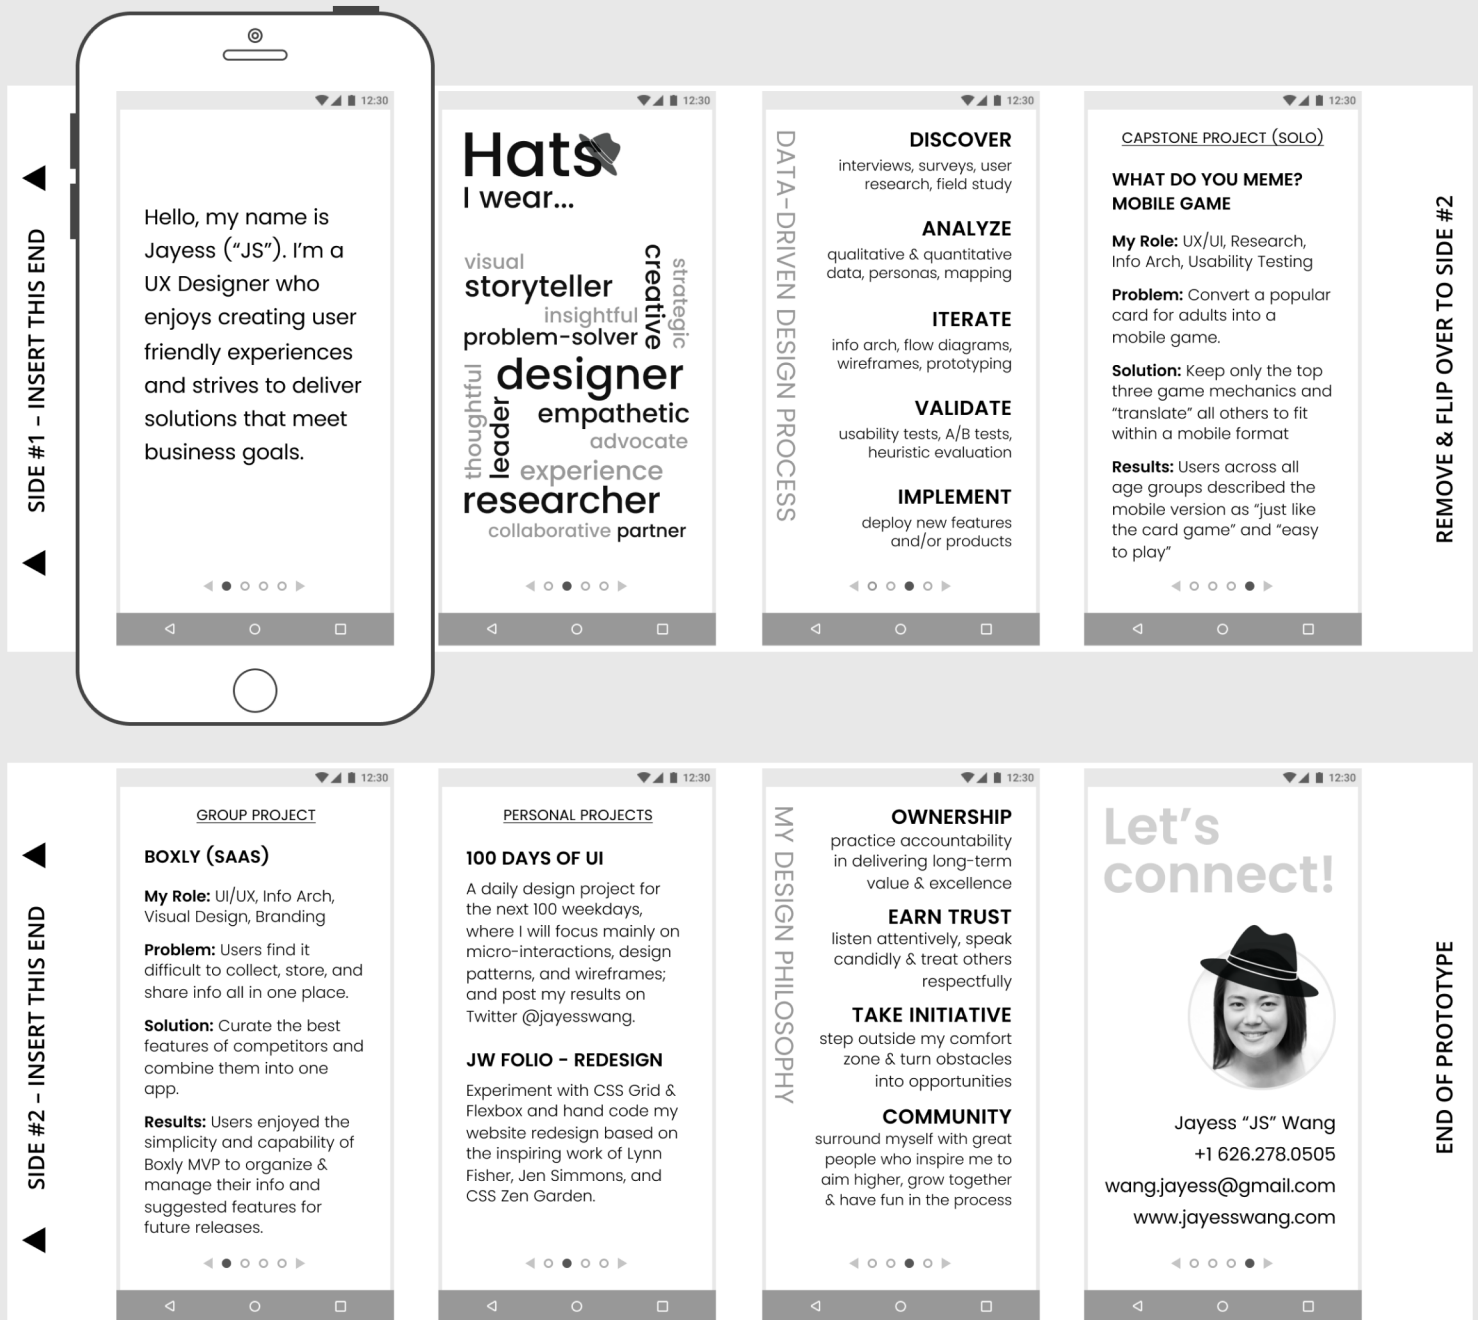 SIDE #1 – INSERT THIS END
12:30
Hello, my name is
Jayess (“JS”). I’m a
UX Designer who
enjoys creating user
friendly experiences
and strives to deliver
solutions that meet
business goals.
12:30
Hats
I wear...
visual
storyteller
creative
strategic
insightful
problem-solver
thoughtful
leader
designer
empathetic
advocate
experience
researcher
collaborative partner
12:30
DATA-DRIVEN DESIGN PROCESS
DISCOVER
interviews, surveys, user
research, field study
ANALYZE
qualitative & quantitative
data, personas, mapping
ITERATE
info arch, flow diagrams,
wireframes, prototyping
VALIDATE
usability tests, A/B tests,
heuristic evaluation
IMPLEMENT
deploy new features
and/or products
12:30
CAPSTONE PROJECT (SOLO)
WHAT DO YOU MEME?
MOBILE GAME
My Role: UX/UI, Research,
Info Arch, Usability Testing
Problem: Convert a popular
card for adults into a
mobile game.
Solution: Keep only the top
three game mechanics and
“translate” all others to fit
within a mobile format
Results: Users across all
age groups described the
mobile version as “just like
the card game” and “easy
to play”
REMOVE & FLIP OVER TO SIDE #2
SIDE #2 – INSERT THIS END
12:30
GROUP PROJECT
BOXLY (SAAS)
My Role: UI/UX, Info Arch,
Visual Design, Branding
Problem: Users find it
difficult to collect, store, and
share info all in one place.
Solution: Curate the best
features of competitors and
combine them into one
app.
Results: Users enjoyed the
simplicity and capability of
Boxly MVP to organize &
manage their info and
suggested features for
future releases.
12:30
PERSONAL PROJECTS
100 DAYS OF UI
A daily design project for
the next 100 weekdays,
where I will focus mainly on
micro-interactions, design
patterns, and wireframes;
and post my results on
Twitter @jayesswang.
JW FOLIO - REDESIGN
Experiment with CSS Grid &
Flexbox and hand code my
website redesign based on
the inspiring work of Lynn
Fisher, Jen Simmons, and
CSS Zen Garden.
12:30
MY DESIGN PHILOSOPHY
OWNERSHIP
practice accountability
in delivering long-term
value & excellence
EARN TRUST
listen attentively, speak
candidly & treat others
respectfully
TAKE INITIATIVE
step outside my comfort
zone & turn obstacles
into opportunities
COMMUNITY
surround myself with great
people who inspire me to
aim higher, grow together
& have fun in the process
12:30
Let’s
connect!
Jayess “JS” Wang
+1 626.278.0505
wang.jayess@gmail.com
www.jayesswang.com
END OF PROTOTYPE